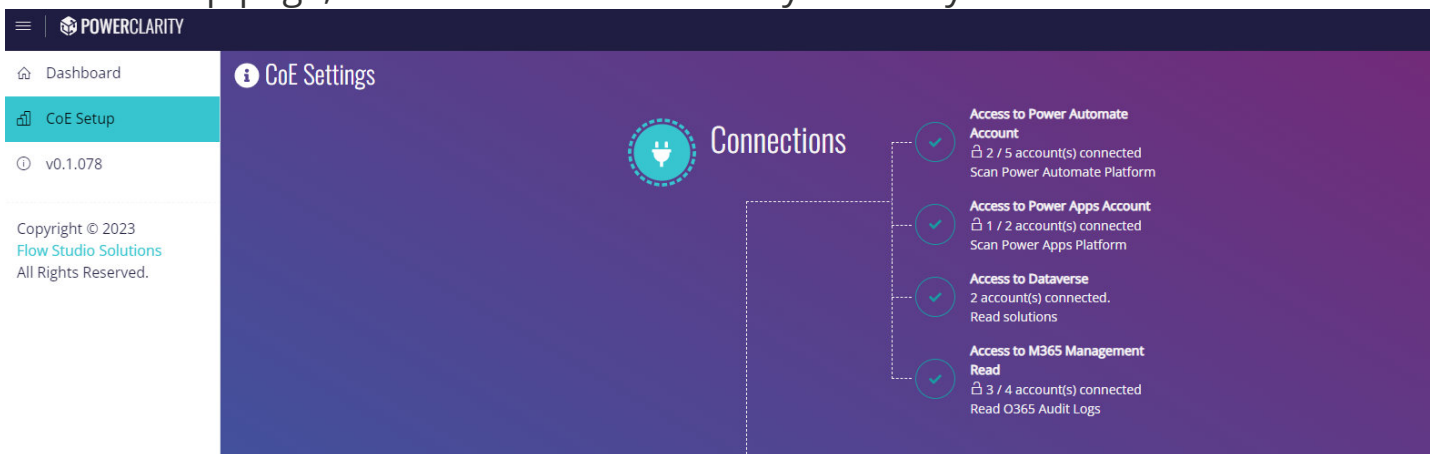 POWERCLARITY
Dashboard
CoE Setup
v0.1.078
Copyright © 2023
Flow Studio Solutions
All Rights Reserved.
CoE Settings
Connections
Access to Power Automate
Account
2 / 5 account(s) connected
Scan Power Automate Platform
Access to Power Apps Account
1 / 2 account(s) connected
Scan Power Apps Platform
Access to Dataverse
2 account(s) connected.
Read solutions
Access to M365 Management
Read
3 / 4 account(s) connected
Read O365 Audit Logs